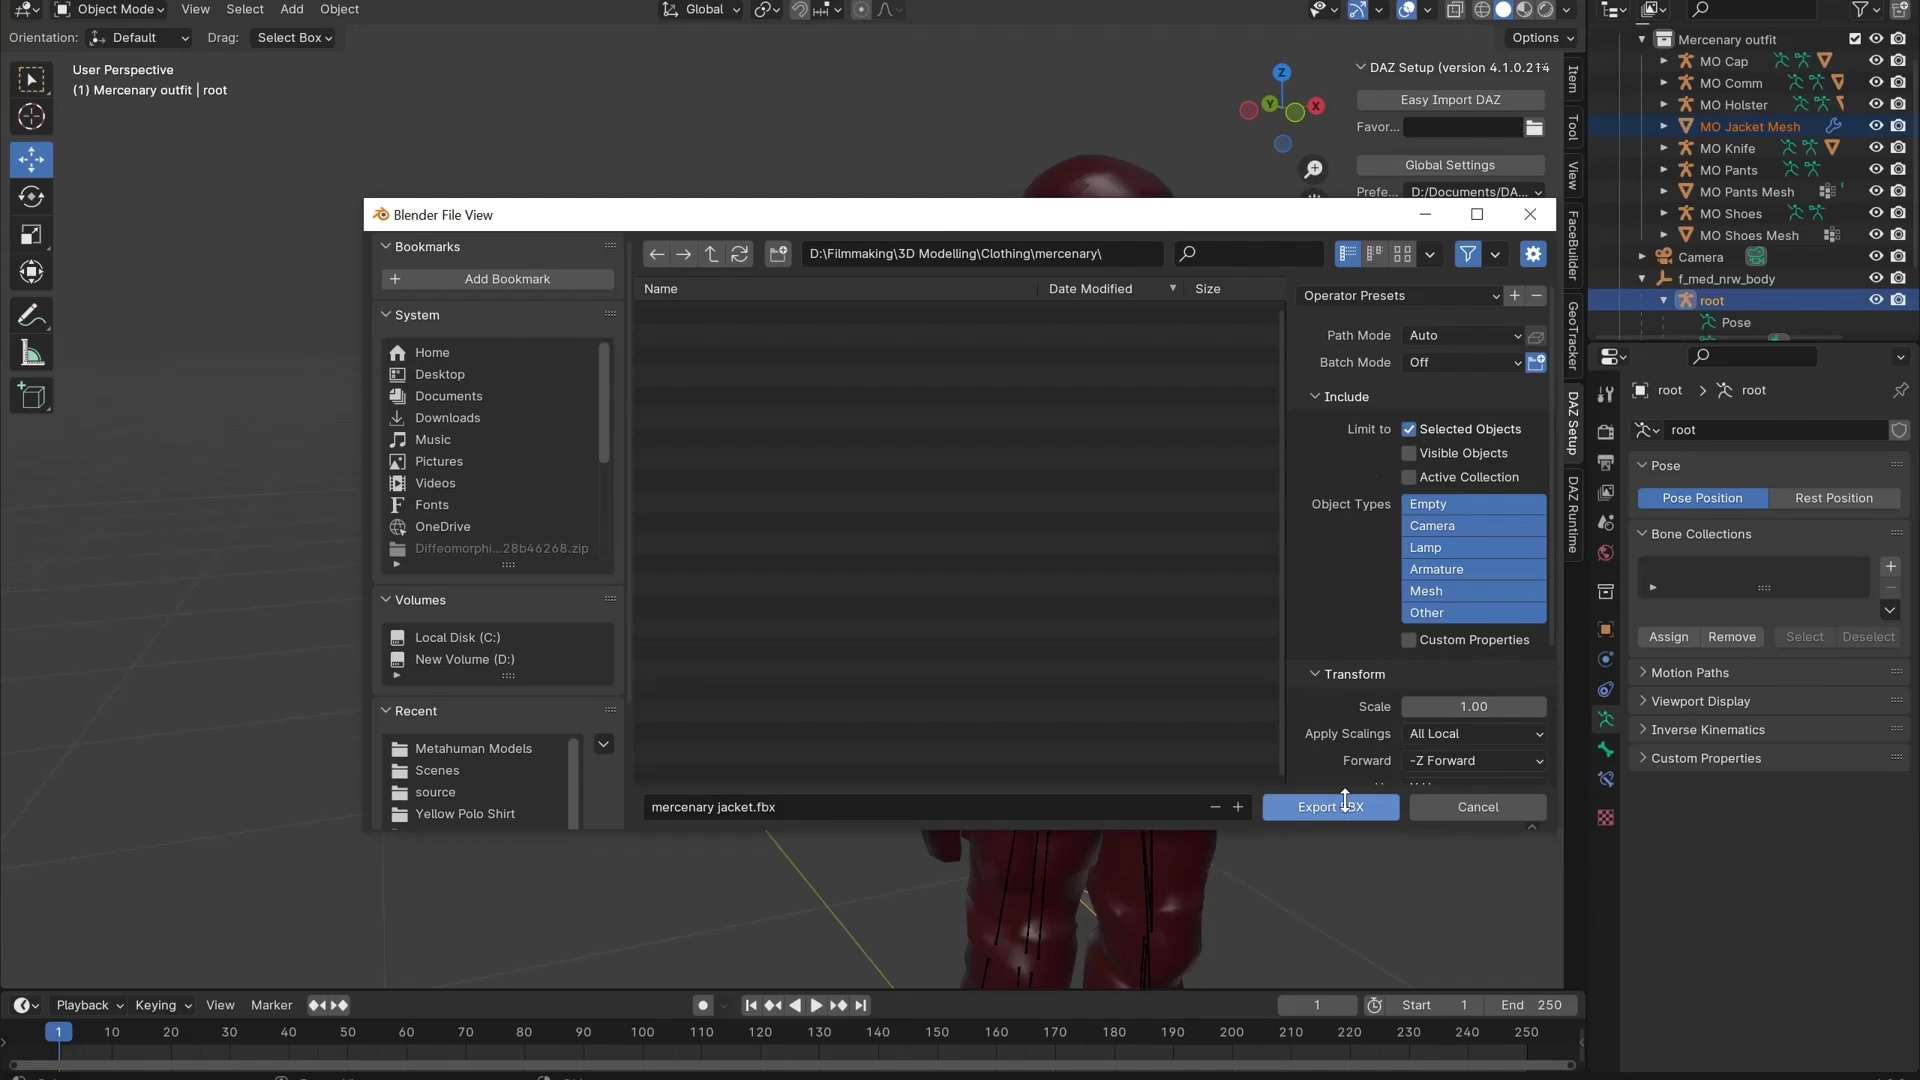 Object Mode View Select Add Object Global
Orientation: Default Drag: Select Box Options
User Perspective
(1) Mercenary outfit | root
Z
Y X
DAZ Setup (version 4.1.0.214
Easy Import DAZ
Favor...
Global Settings
Prefe... D:/Documents/DA...
Item
Tool
View
FaceBuilder
GeoTracker
DAZ Setup
DAZ Runtime
Mercenary outfit
MO Cap
MO Comm
MO Holster
MO Jacket Mesh
MO Knife
MO Pants
MO Pants Mesh
MO Shoes
MO Shoes Mesh
Camera
f_med_nrw_body
root
Pose
root > root
root
Pose
Pose Position Rest Position
Bone Collections
Assign Remove Select Deselect
Motion Paths
Viewport Display
Inverse Kinematics
Custom Properties
Blender File View
Bookmarks
Add Bookmark
System
Home
Desktop
Documents
Downloads
Music
Pictures
Videos
Fonts
OneDrive
Diffeomorphi...28b46268.zip
Volumes
Local Disk (C:)
New Volume (D:)
Recent
Metahuman Models
Scenes
source
Yellow Polo Shirt
D:\Filmmaking\3D Modelling\Clothing\mercenary\
Name Date Modified Size
Operator Presets
Path Mode Auto
Batch Mode Off
Include
Limit to Selected Objects
Visible Objects
Active Collection
Object Types Empty
Camera
Lamp
Armature
Mesh
Other
Custom Properties
Transform
Scale 1.00
Apply Scalings All Local
Forward -Z Forward
mercenary jacket.fbx Export FBX Cancel
Playback Keying View Marker 1 Start 1 End 250
1 10 20 30 40 50 60 70 80 90 100 110 120 130 140 150 160 170 180 190 200 210 220 230 240 250